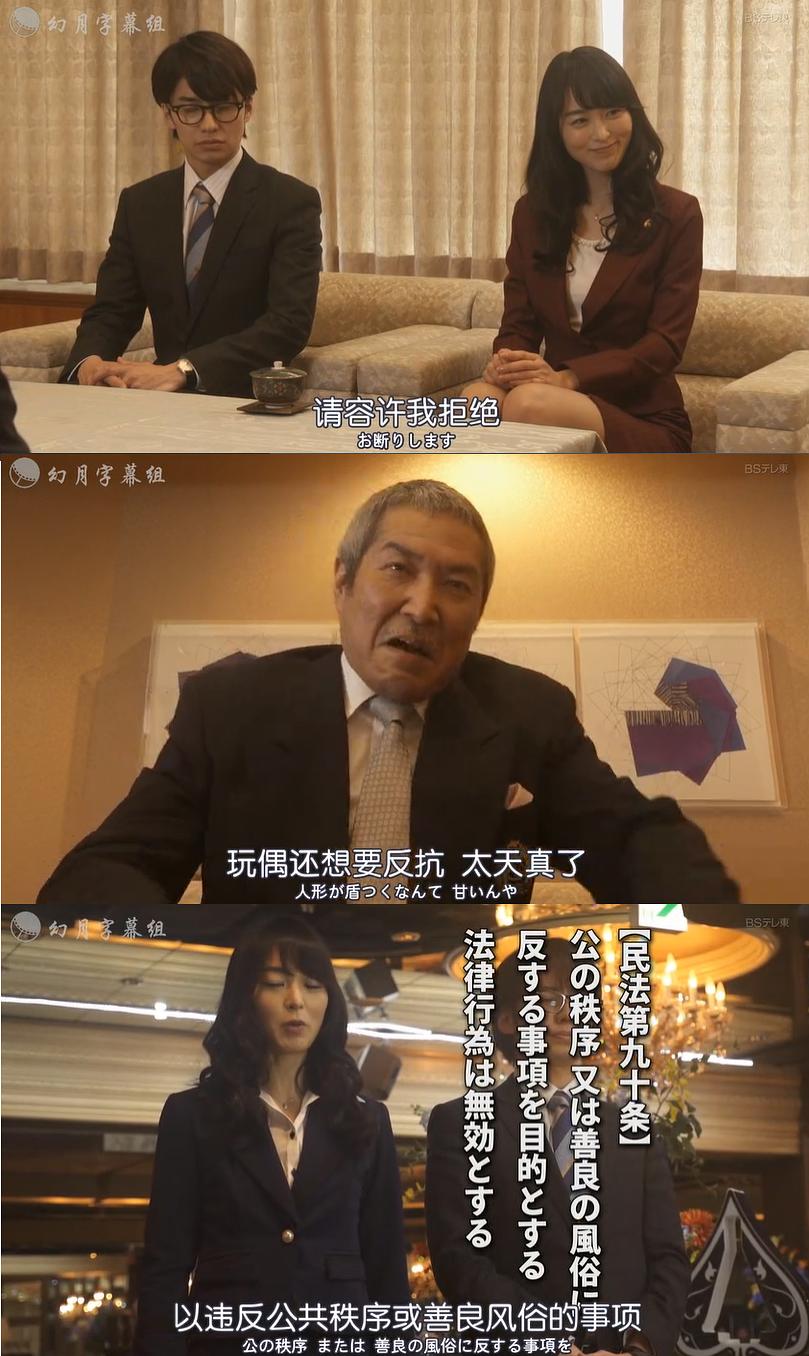 幻月字幕组
BSテレ東
请容许我拒绝
お断りします
幻月字幕组
BSテレ東
玩偶还想要反抗 太天真了
人形が盾つくなんて 甘いんや
幻月字幕组
BSテレ東
【民法第九十条】
公の秩序 又は善良の風俗に
反する事項を目的とする
法律行為は無効とする
以违反公共秩序或善良风俗的事项
公の秩序 または 善良の風俗に反する事項を